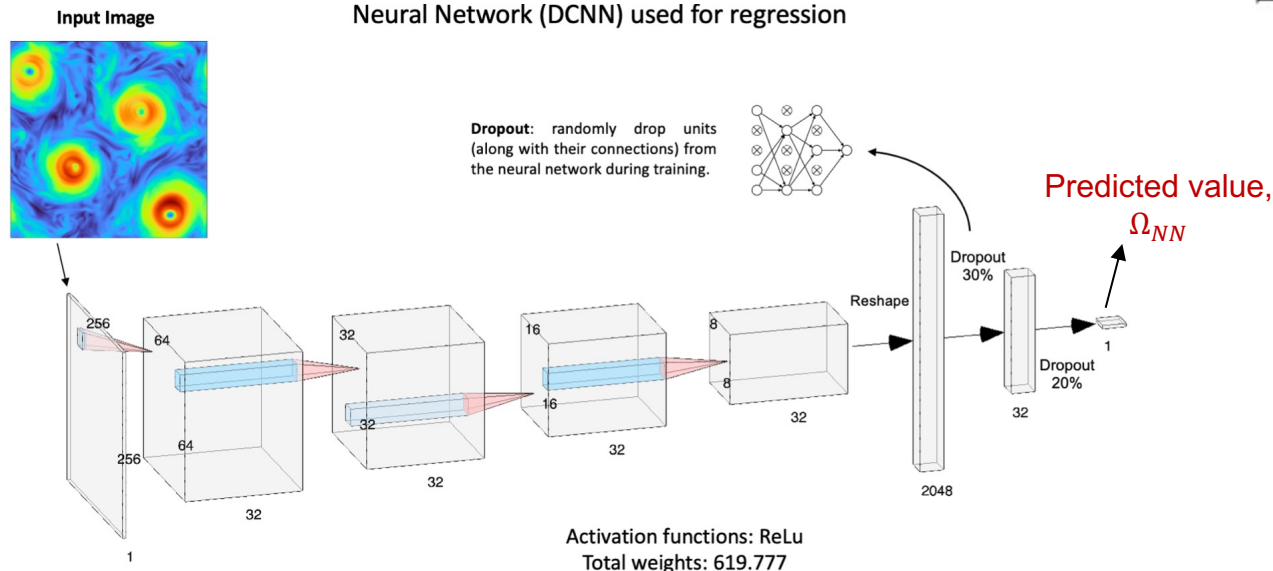 Neural Network (DCNN) used for regression
Input Image
Dropout: randomly drop units
(along with their connections) from
the neural network during training.
Predicted value,
Ω_NN
Dropout
30%
Reshape
Dropout
20%
256
256
1
64
64
32
32
32
32
16
16
32
8
8
32
2048
32
1
Activation functions: ReLu
Total weights: 619.777